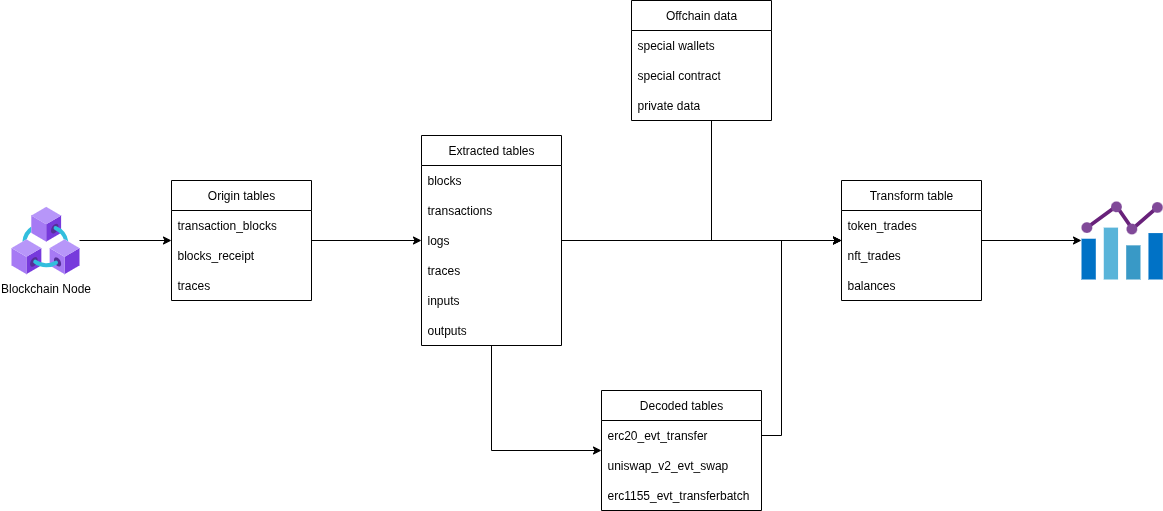 Offchain data
special wallets
special contract
private data
Extracted tables
blocks
transactions
logs
traces
inputs
outputs
Origin tables
transaction_blocks
blocks_receipt
traces
Blockchain Node
Transform table
token_trades
nft_trades
balances
Decoded tables
erc20_evt_transfer
uniswap_v2_evt_swap
erc1155_evt_transferbatch